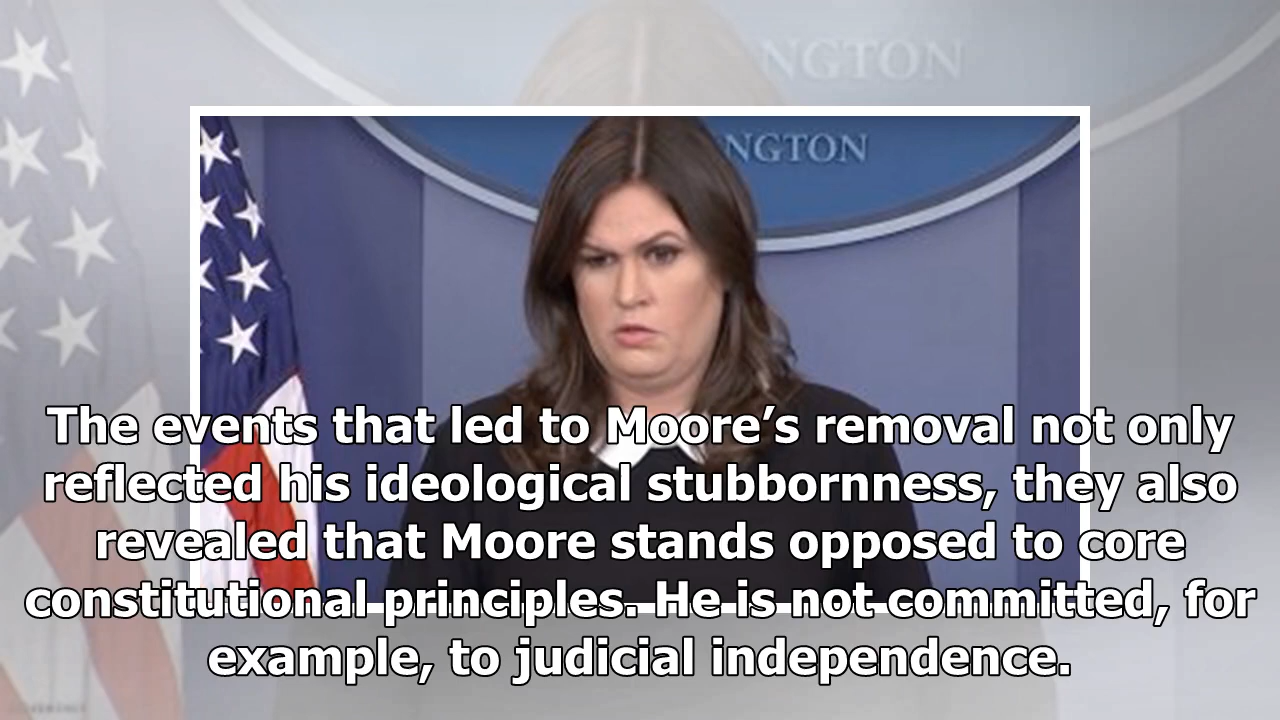 NGTON
NGTON
The events that led to Moore’s removal not only
reflected his ideological stubbornness, they also
revealed that Moore stands opposed to core
constitutional principles. He is not committed, for
example, to judicial independence.